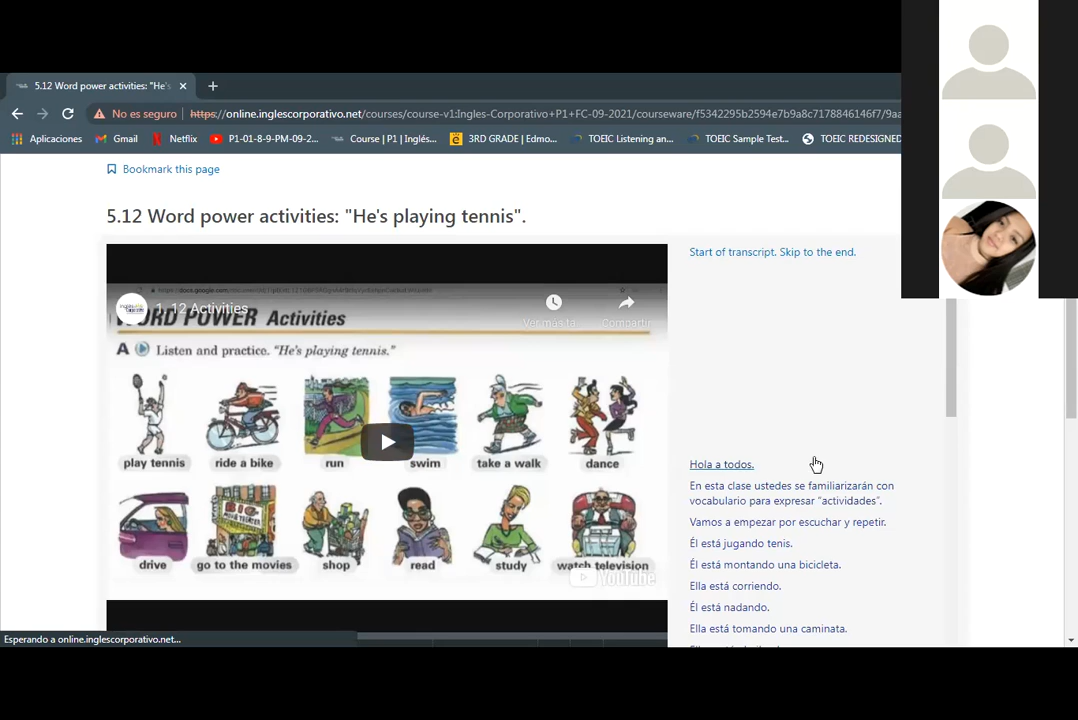 5.12 Word power activities: "He's
No es seguro
https://online.inglescorporativo.net/courses/course-v1:Ingles-Corporativo+P1+FC-09-2021/courseware/f5342295b2594e7b9a8c7178846146f7/9aa
Aplicaciones
Gmail
Netflix
P1-01-8-9-PM-09-2...
Course | P1 | Inglés...
3RD GRADE | Edmo...
TOEIC Listening an...
TOEIC Sample Test...
TOEIC REDESIGNED
Bookmark this page
5.12 Word power activities: "He's playing tennis".
1. 12 Activities
Ver más ta...
Compartir
WORD POWER Activities
A Listen and practice. "He's playing tennis."
play tennis
ride a bike
run
swim
take a walk
dance
BIG
drive
go to the movies
shop
read
study
watch television
YouTube
Start of transcript. Skip to the end.
Hola a todos.
En esta clase ustedes se familiarizarán con
vocabulario para expresar “actividades”.
Vamos a empezar por escuchar y repetir.
Él está jugando tenis.
Él está montando una bicicleta.
Ella está corriendo.
Él está nadando.
Ella está tomando una caminata.
Esperando a online.inglescorporativo.net...